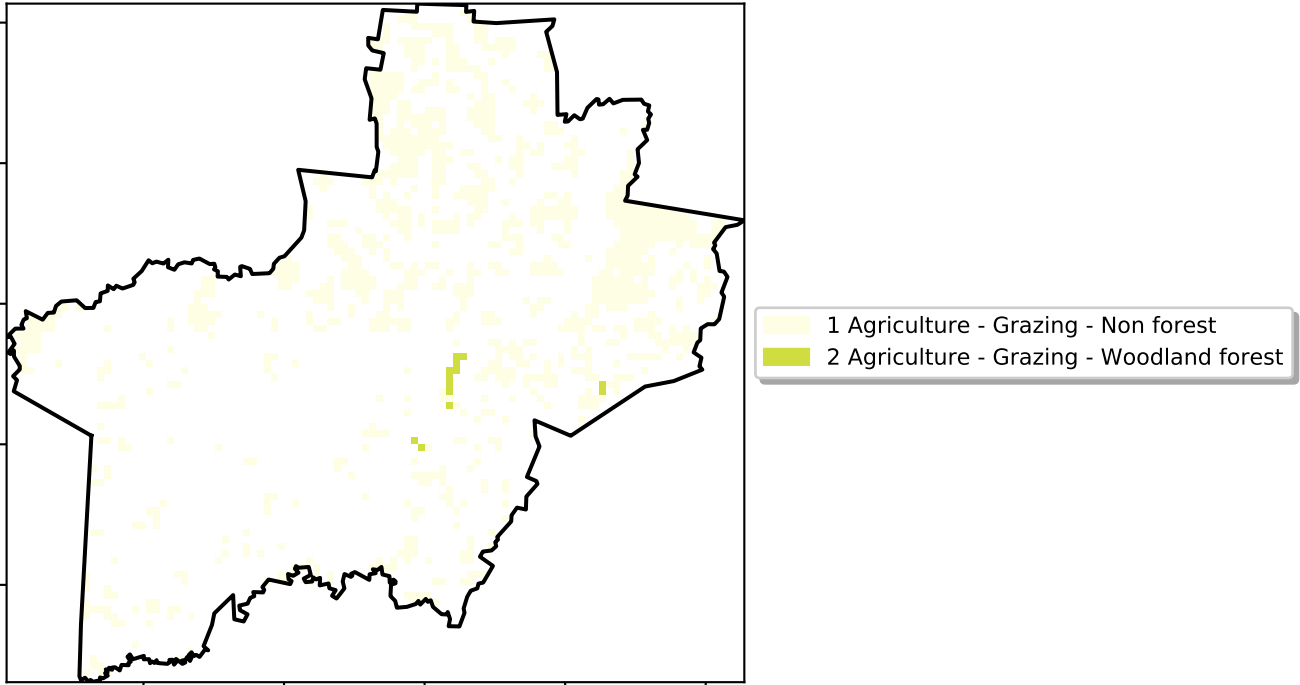 1 Agriculture - Grazing - Non forest
2 Agriculture - Grazing - Woodland forest